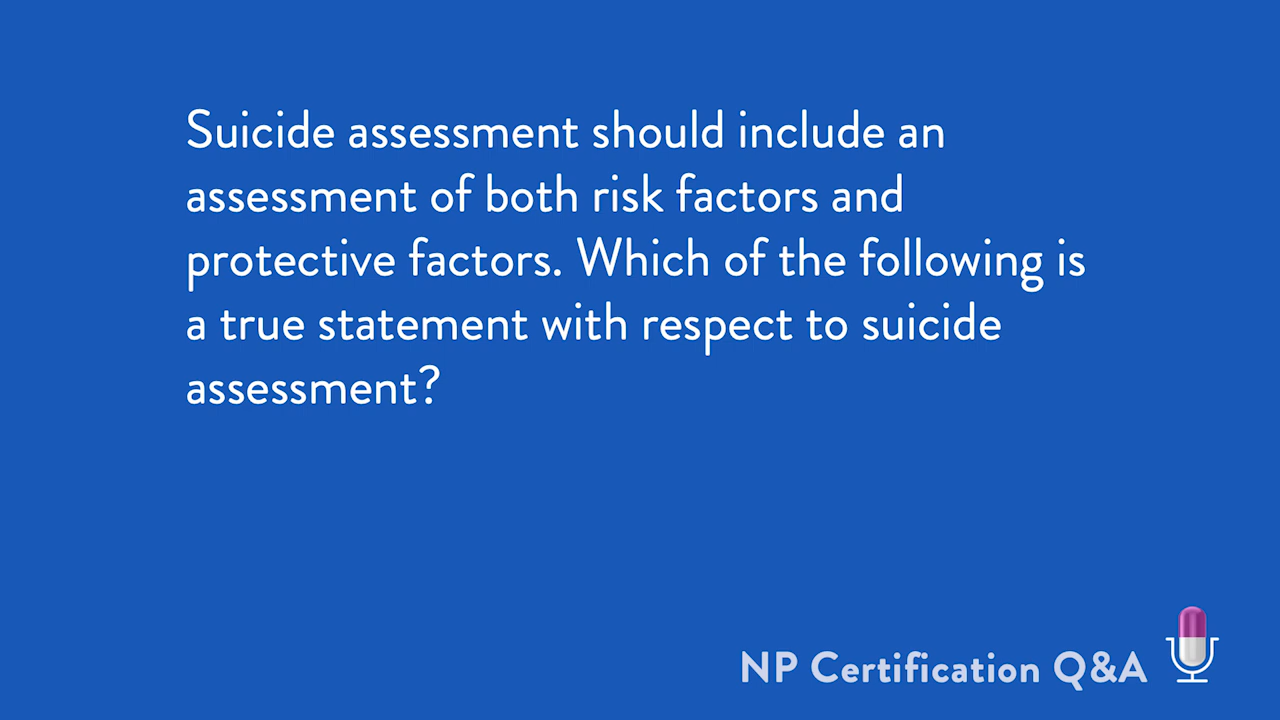 Suicide assessment should include an
assessment of both risk factors and
protective factors. Which of the following is
a true statement with respect to suicide
assessment?
NP Certification Q&A